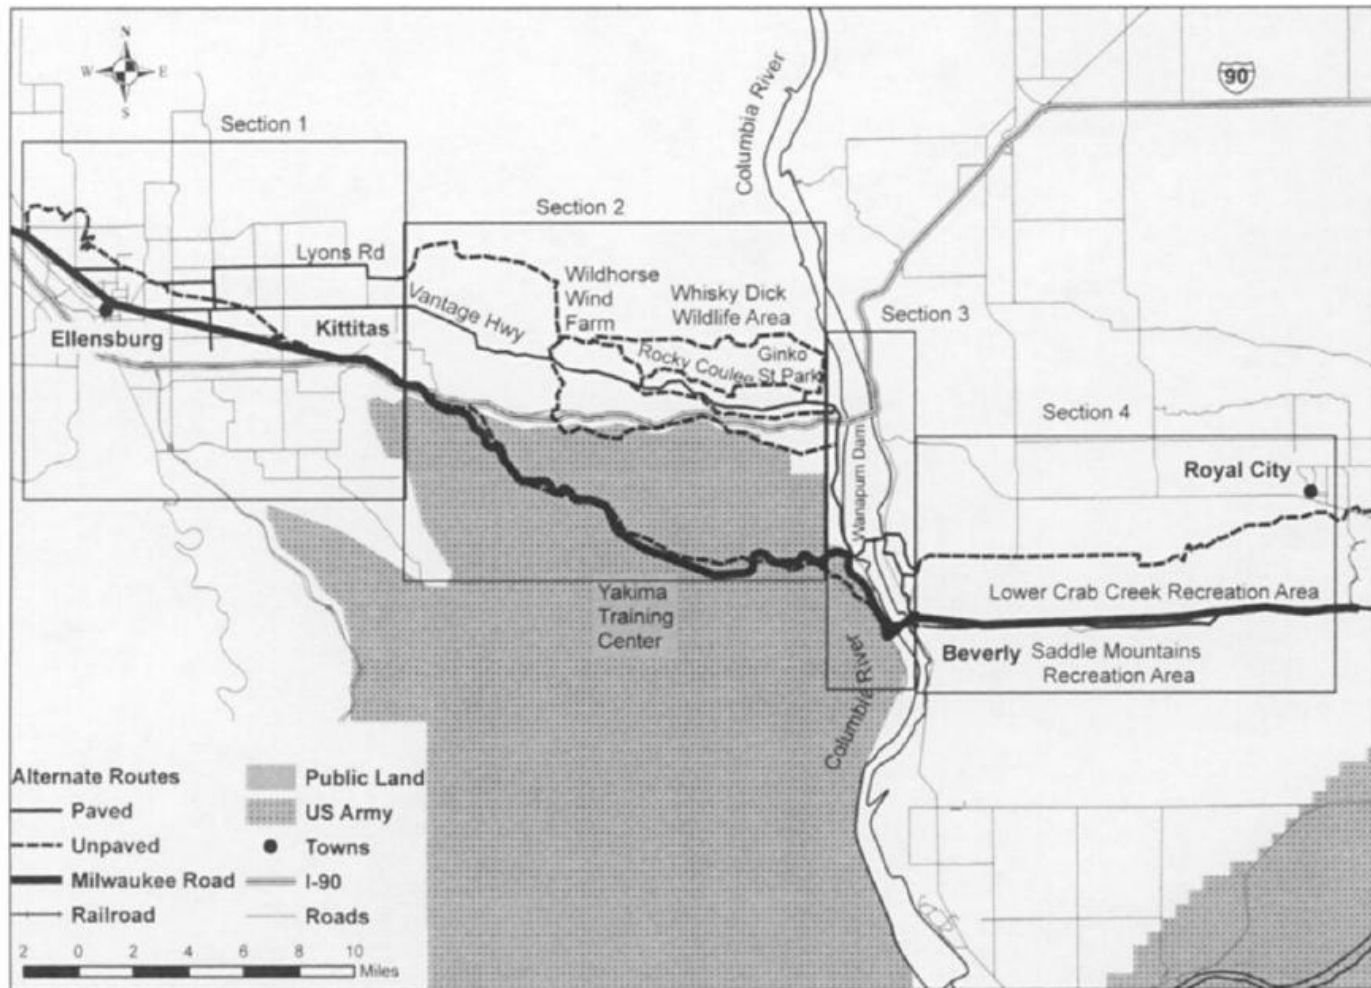 N
W E
S
90
Section 1
Columbia River
Section 2
Lyons Rd
Wildhorse
Wind
Farm
Whisky Dick
Wildlife Area
Vantage Hwy
Section 3
Ellensburg
Kittitas
Rocky Coulee
Ginko
St Park
Section 4
Wanapum Dam
Royal City
Lower Crab Creek Recreation Area
Yakima
Training
Center
Beverly
Saddle Mountains
Recreation Area
Columbia River
Alternate Routes
Paved
Unpaved
Milwaukee Road
Railroad
Public Land
US Army
Towns
I-90
Roads
2 0 2 4 6 8 10
Miles